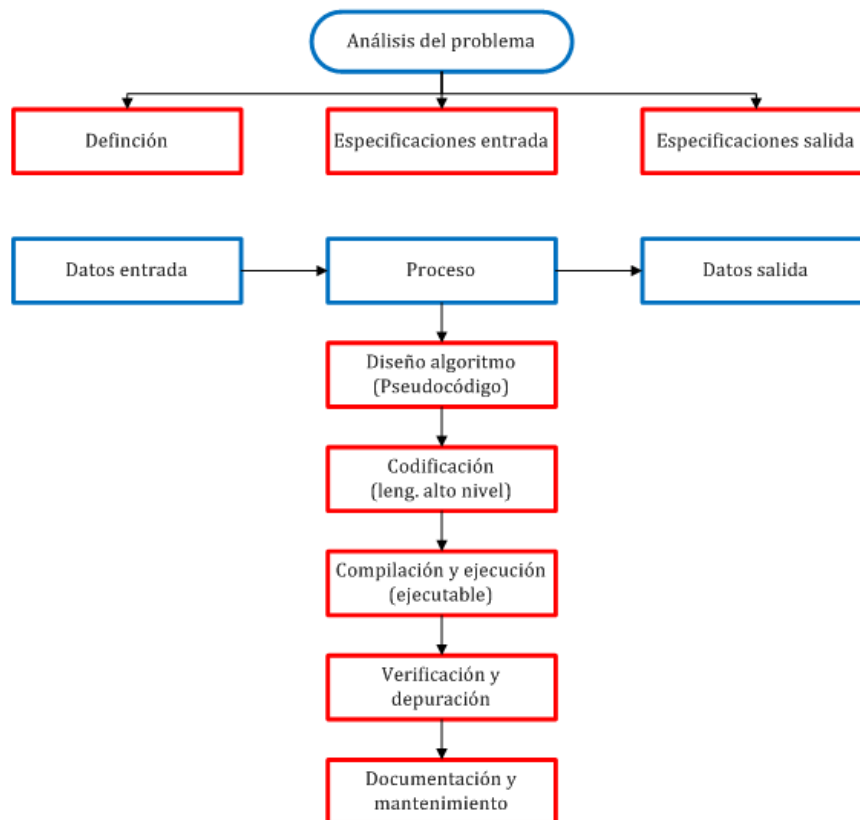 Análisis del problema
Definción
Especificaciones entrada
Especificaciones salida
Datos entrada
Proceso
Datos salida
Diseño algoritmo
(Pseudocódigo)
Codificación
(leng. alto nivel)
Compilación y ejecución
(ejecutable)
Verificación y
depuración
Documentación y
mantenimiento